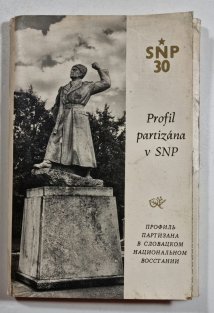 SNP
30
Profil
partizána
v SNP
ПРОФИЛЬ
ПАРТИЗАНА
В СЛОВАЦКОМ
НАЦИОНАЛЬНОМ
ВОССТАНИИ